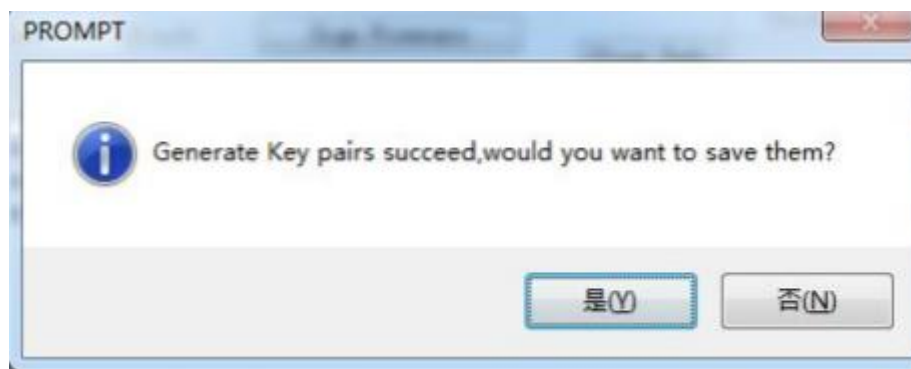 PROMPT
Generate Key pairs succeed,would you want to save them?
是(Y)
否(N)